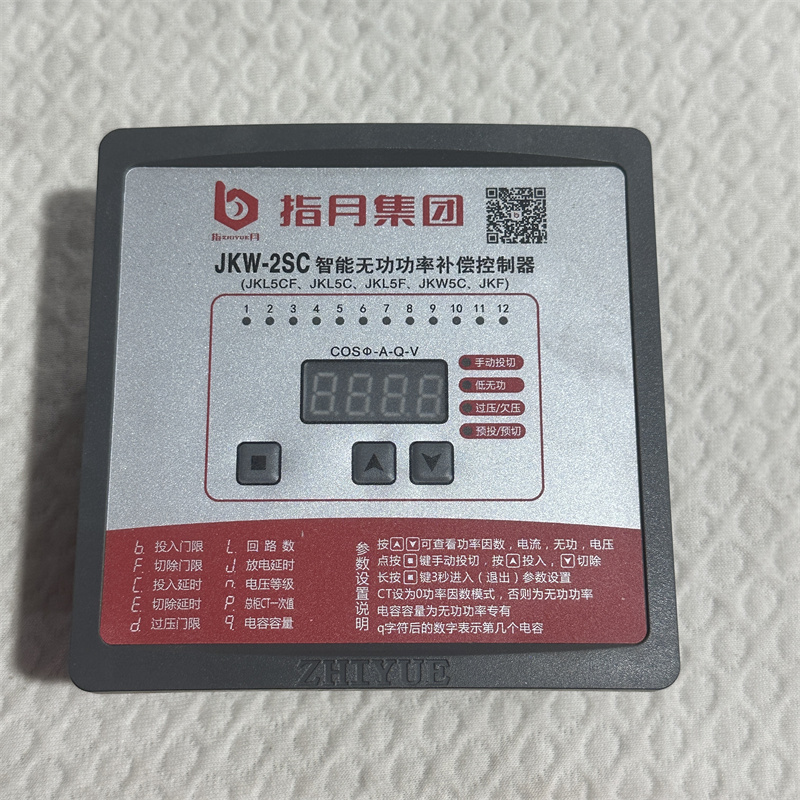 指月集团
指ZHIYUE月
JKW-2SC 智能无功功率补偿控制器
(JKL5CF、JKL5C、JKL5F、JKW5C、JKF)
1 2 3 4 5 6 7 8 9 10 11 12
COSΦ-A-Q-V
手动投切
低无功
过压/欠压
预投/预切
b. 投入门限
F. 切除门限
C. 投入延时
E. 切除延时
d. 过压门限
L. 回路数
J. 放电延时
n. 电压等级
P. 总柜CT一次值
q. 电容容量
参数设置说明
按▲▼可查看功率因数，电流，无功，电压
点按■键手动投切，按▲投入，▼切除
长按■键3秒进入（退出）参数设置
CT设为0功率因数模式，否则为无功功率
电容容量为无功功率专有
q字符后的数字表示第几个电容
ZHIYUE